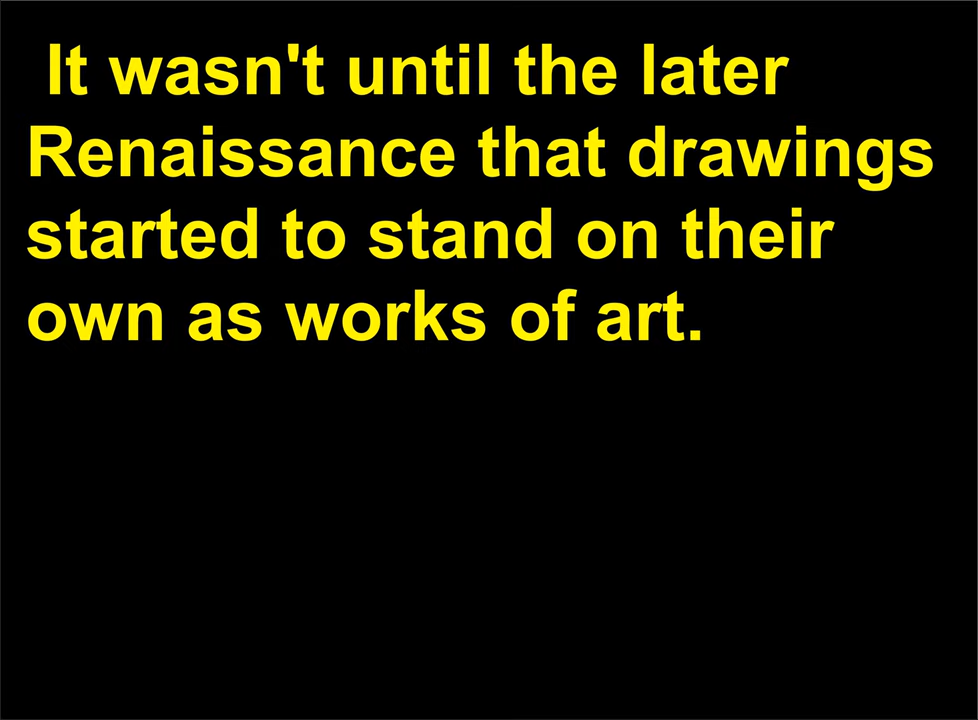 It wasn't until the later
Renaissance that drawings
started to stand on their
own as works of art.